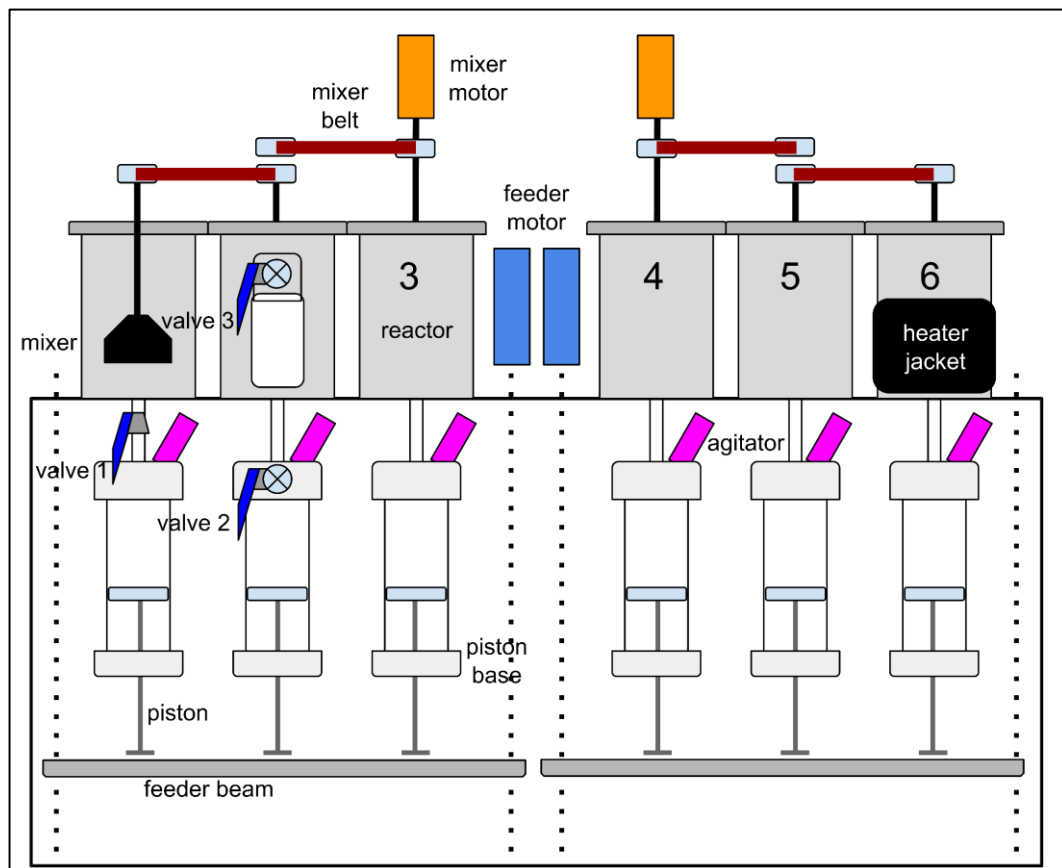 mixer
motor
mixer
belt
feeder
motor
3
4
5
6
valve 3
reactor
mixer
heater
jacket
valve 1
agitator
valve 2
piston
base
piston
feeder beam